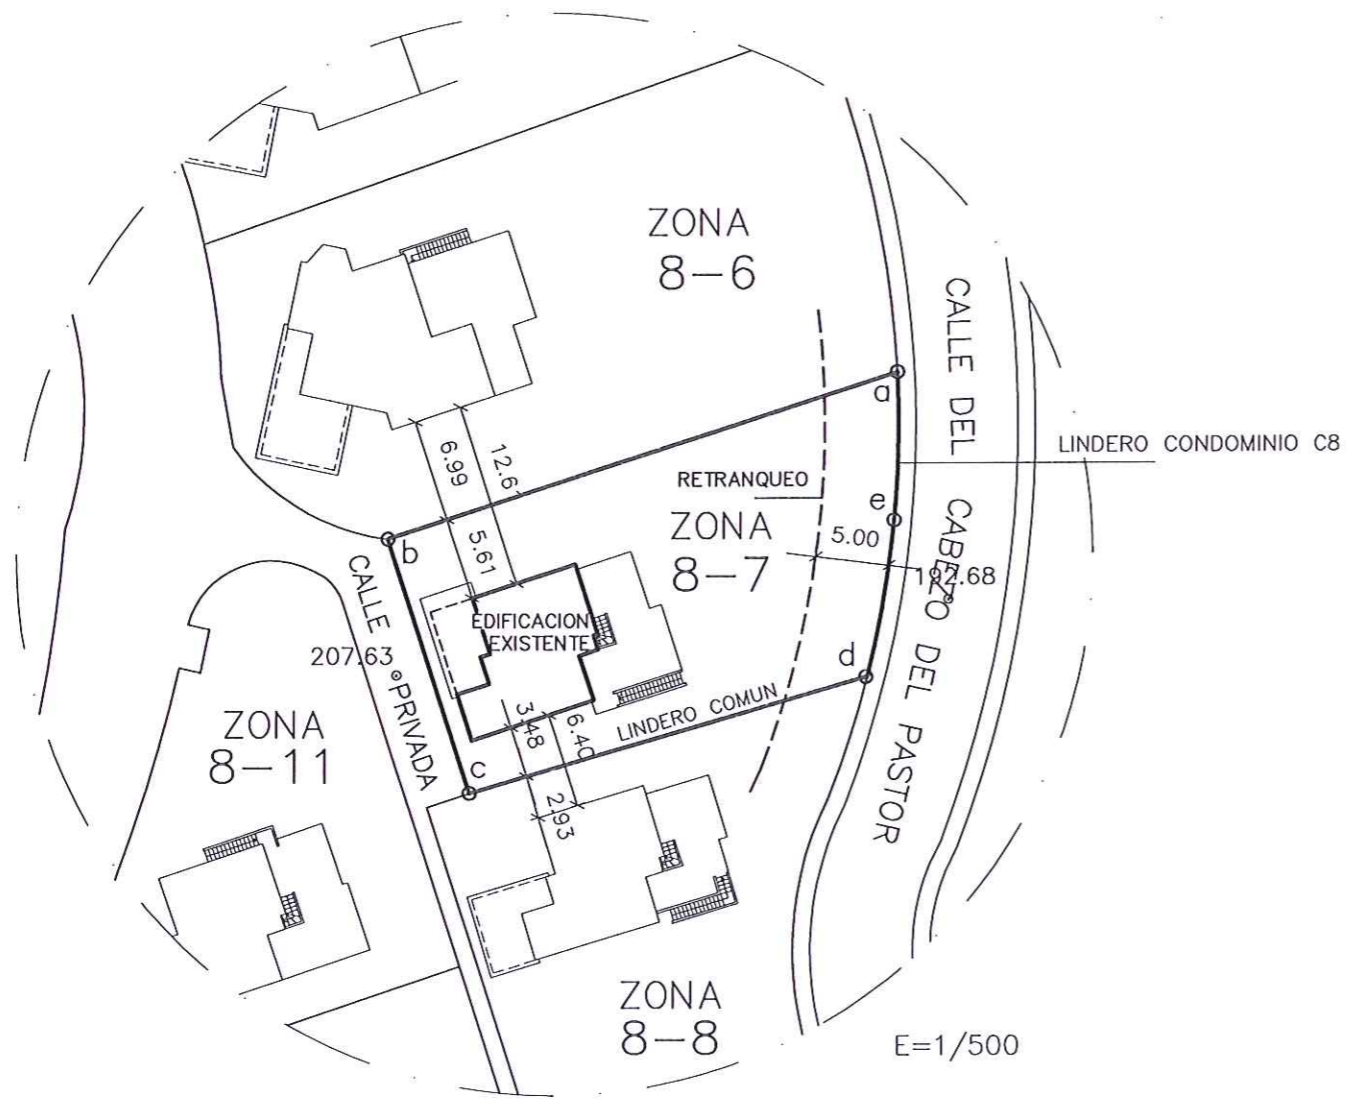 ZONA
8-6
CALLE DEL
a
LINDERO CONDOMINIO C8
6.99
12.6
RETRANQUEO
e
ZONA
8-7
5.00
CABEZO DEL PASTOR
192.68
b
5.61
CALLE PRIVADA
EDIFICACION
EXISTENTE
207.63
d
LINDERO COMUN
3.48
6.40
ZONA
8-11
c
2.93
ZONA
8-8
E=1/500